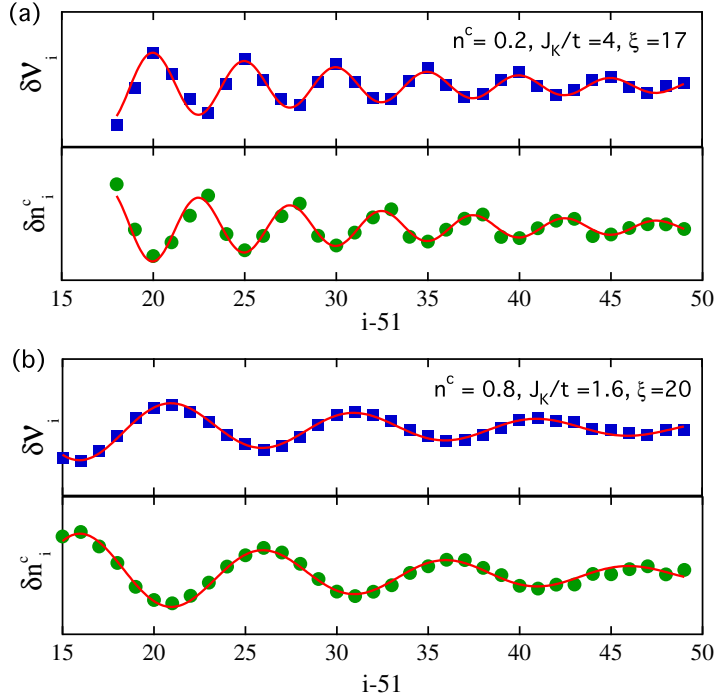 (a)
n^c = 0.2, J_K/t =4, ξ =17
δν_i
δn^c_i
15 20 25 30 35 40 45 50
i-51
(b)
n^c = 0.8, J_K/t =1.6, ξ =20
δν_i
δn^c_i
15 20 25 30 35 40 45 50
i-51